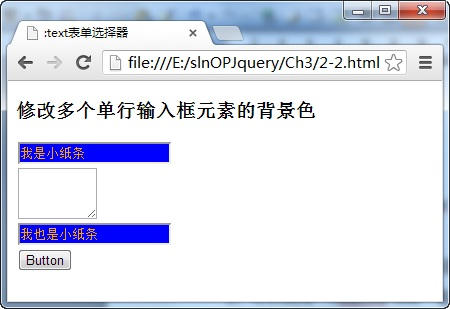 :text表单选择器
file:///E:/slnOPJquery/Ch3/2-2.html
修改多个单行输入框元素的背景色
我是小纸条
我也是小纸条
Button